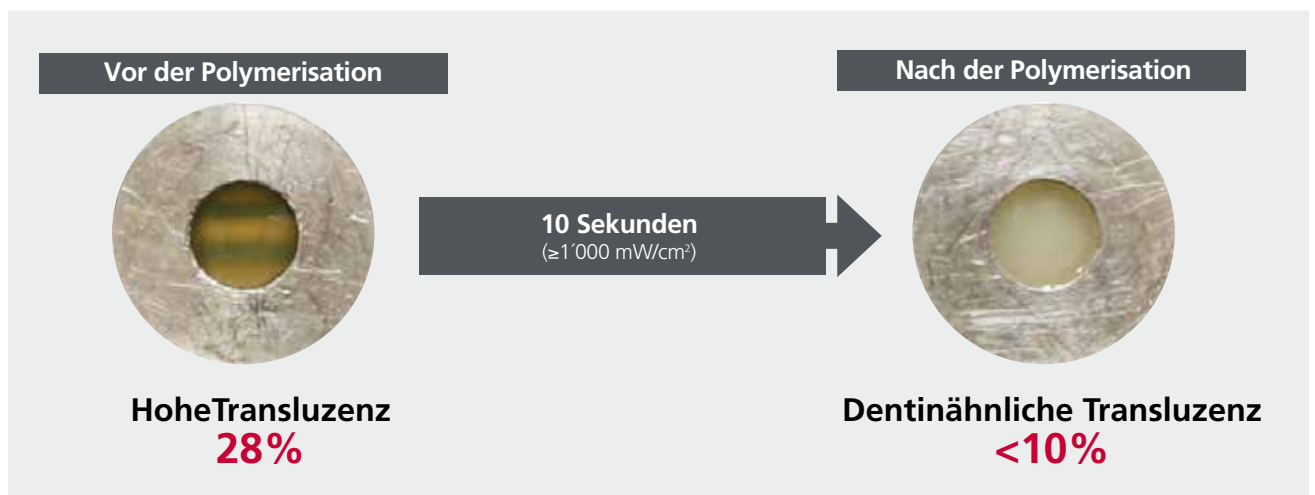 Vor der Polymerisation
Nach der Polymerisation
10 Sekunden
(≥1´000 mW/cm²)
HoheTransluzenz
28%
Dentinähnliche Transluzenz
<10%